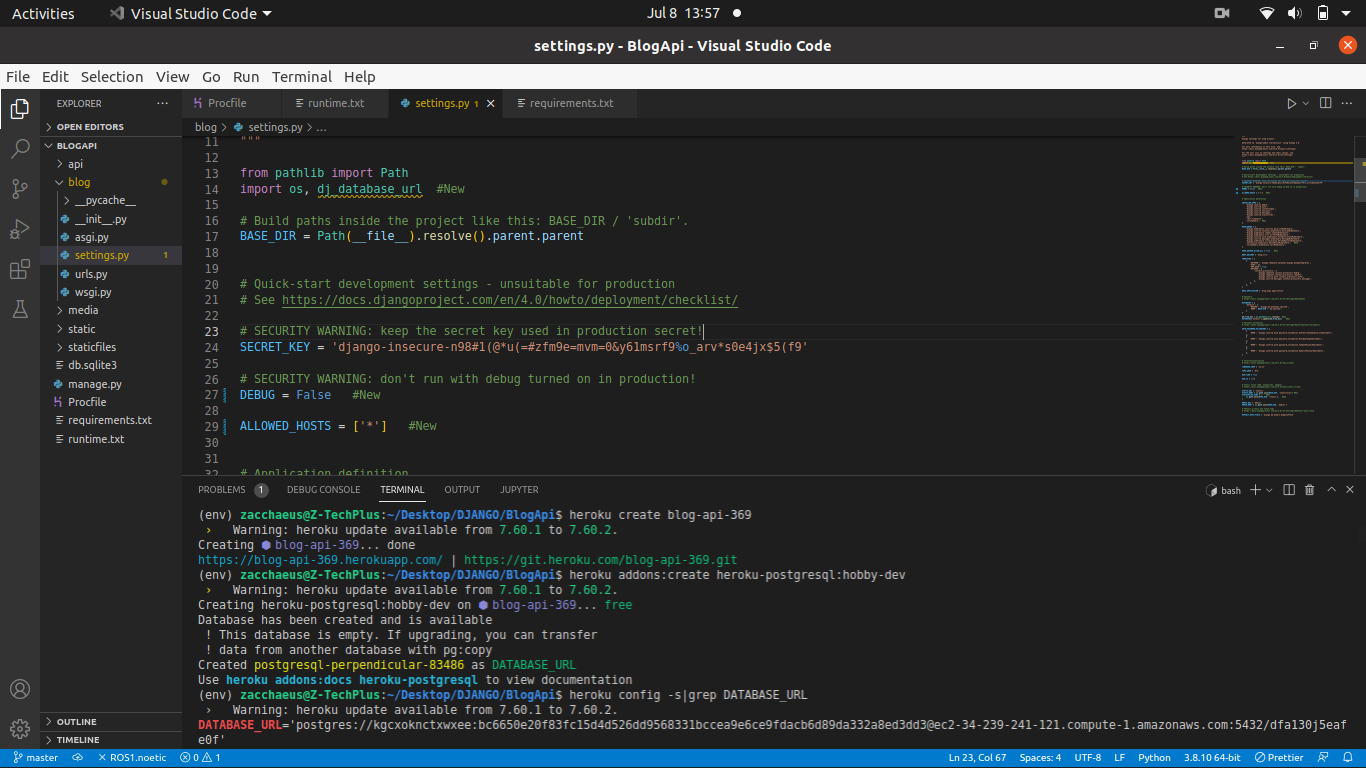 Activities Visual Studio Code Jul 8 13:57
settings.py - BlogApi - Visual Studio Code
File Edit Selection View Go Run Terminal Help
EXPLORER
OPEN EDITORS
BLOGAPI
api
blog
__pycache__
__init__.py
asgi.py
settings.py 1
urls.py
wsgi.py
media
static
staticfiles
db.sqlite3
manage.py
Procfile
requirements.txt
runtime.txt
OUTLINE
TIMELINE
Procfile runtime.txt settings.py 1 requirements.txt
blog > settings.py > ...
11 """
12
13 from pathlib import Path
14 import os, dj_database_url #New
15
16 # Build paths inside the project like this: BASE_DIR / 'subdir'.
17 BASE_DIR = Path(__file__).resolve().parent.parent
18
19
20 # Quick-start development settings - unsuitable for production
21 # See https://docs.djangoproject.com/en/4.0/howto/deployment/checklist/
22
23 # SECURITY WARNING: keep the secret key used in production secret!
24 SECRET_KEY = 'django-insecure-n98#1(@*u(=#zfm9e=mvm=0&y61msrf9%o_arv*s0e4jx$5(f9'
25
26 # SECURITY WARNING: don't run with debug turned on in production!
27 DEBUG = False #New
28
29 ALLOWED_HOSTS = ['*'] #New
30
31
32 # Application definition
PROBLEMS 1 DEBUG CONSOLE TERMINAL OUTPUT JUPYTER bash
(env) zacchaeus@Z-TechPlus:~/Desktop/DJANGO/BlogApi$ heroku create blog-api-369
› Warning: heroku update available from 7.60.1 to 7.60.2.
Creating ⬢ blog-api-369... done
https://blog-api-369.herokuapp.com/ | https://git.heroku.com/blog-api-369.git
(env) zacchaeus@Z-TechPlus:~/Desktop/DJANGO/BlogApi$ heroku addons:create heroku-postgresql:hobby-dev
› Warning: heroku update available from 7.60.1 to 7.60.2.
Creating heroku-postgresql:hobby-dev on ⬢ blog-api-369... free
Database has been created and is available
! This database is empty. If upgrading, you can transfer
! data from another database with pg:copy
Created postgresql-perpendicular-83486 as DATABASE_URL
Use heroku addons:docs heroku-postgresql to view documentation
(env) zacchaeus@Z-TechPlus:~/Desktop/DJANGO/BlogApi$ heroku config -s|grep DATABASE_URL
› Warning: heroku update available from 7.60.1 to 7.60.2.
DATABASE_URL='postgres://kgcxoknctxwxee:bc6650e20f83fc15d4d526dd9568331bccea9e6ce9fdacb6d89da332a8ed3dd3@ec2-34-239-241-121.compute-1.amazonaws.com:5432/dfa130j5eaf
e0f'
master ROS1.noetic 0 1 Ln 23, Col 67 Spaces: 4 UTF-8 LF Python 3.8.10 64-bit Prettier